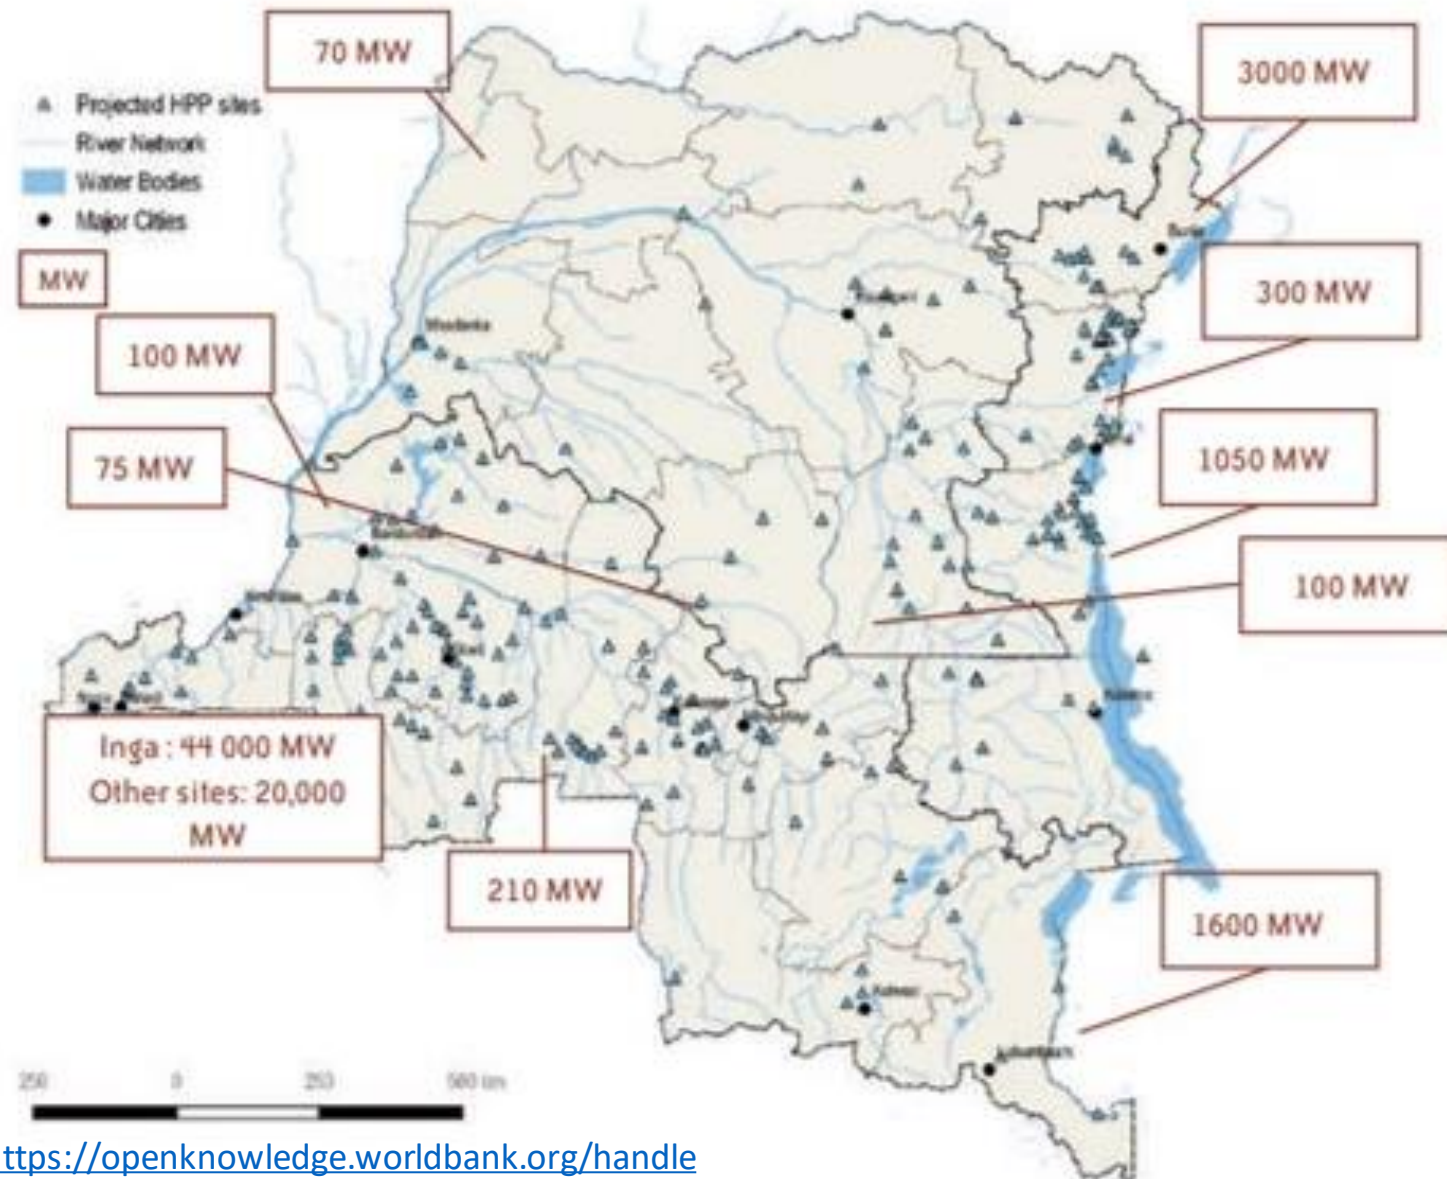 70 MW
3000 MW
Projected HPP sites
River Network
Water Bodies
Major Cities
MW
300 MW
100 MW
75 MW
1050 MW
100 MW
Inga : 44 000 MW
Other sites: 20,000
MW
210 MW
1600 MW
250 0 250 500 km
ttps://openknowledge.worldbank.org/handle